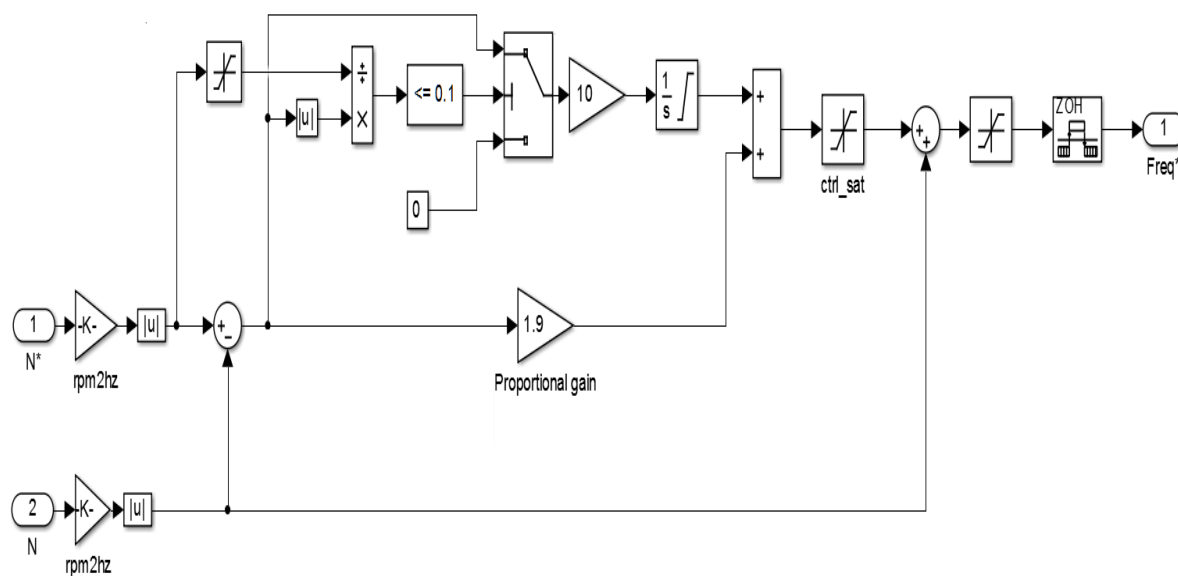 ZOH
÷
×
|u|
<= 0.1
10
1
s
+
+
ctrl_sat
+
+
1
Freq*
0
1
N*
-K-
rpm2hz
|u|
+
-
1.9
Proportional gain
2
N
-K-
rpm2hz
|u|